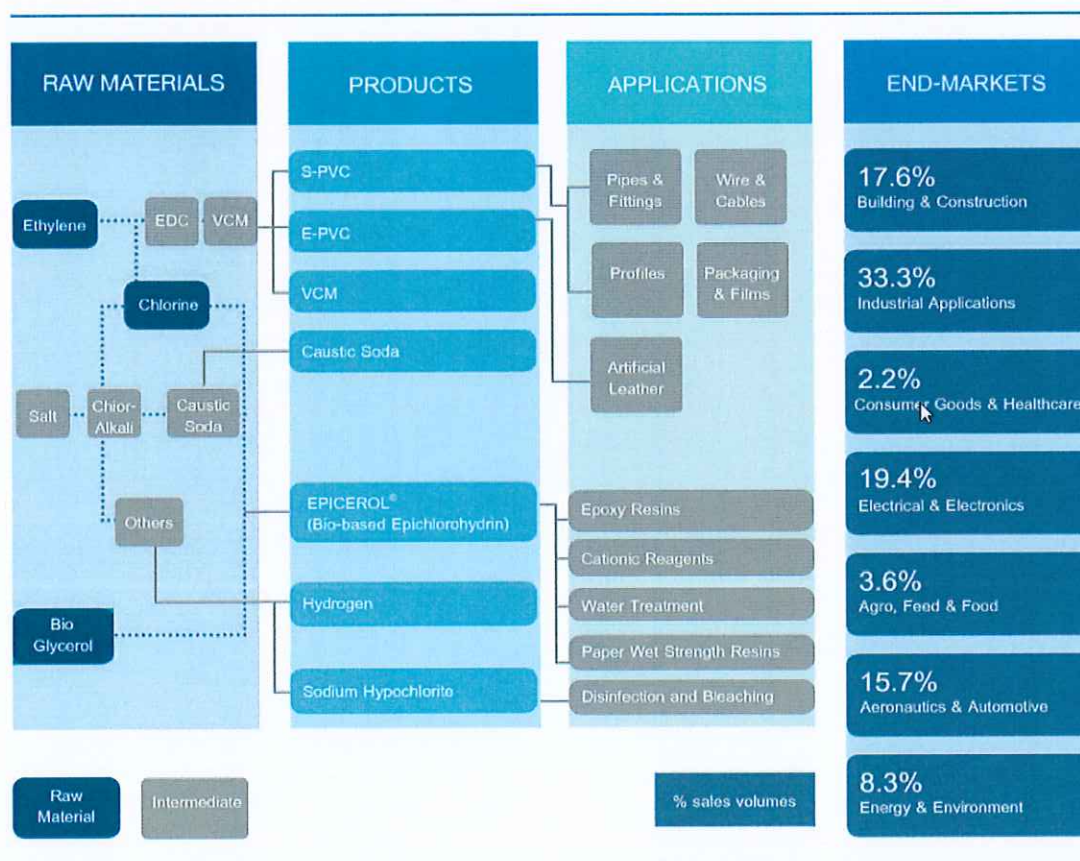 RAW MATERIALS
PRODUCTS
APPLICATIONS
END-MARKETS
Ethylene
EDC
VCM
Chlorine
Salt
Chlor-
Alkali
Caustic
Soda
Others
Bio
Glycerol
S-PVC
E-PVC
VCM
Caustic Soda
EPICEROL®
(Bio-based Epichlorohydrin)
Hydrogen
Sodium Hypochlorite
Pipes &
Fittings
Wire &
Cables
Profiles
Packaging
& Films
Artificial
Leather
Epoxy Resins
Cationic Reagents
Water Treatment
Paper Wet Strength Resins
Disinfection and Bleaching
17.6%
Building & Construction
33.3%
Industrial Applications
2.2%
Consumer Goods & Healthcare
19.4%
Electrical & Electronics
3.6%
Agro, Feed & Food
15.7%
Aeronautics & Automotive
8.3%
Energy & Environment
Raw
Material
Intermediate
% sales volumes